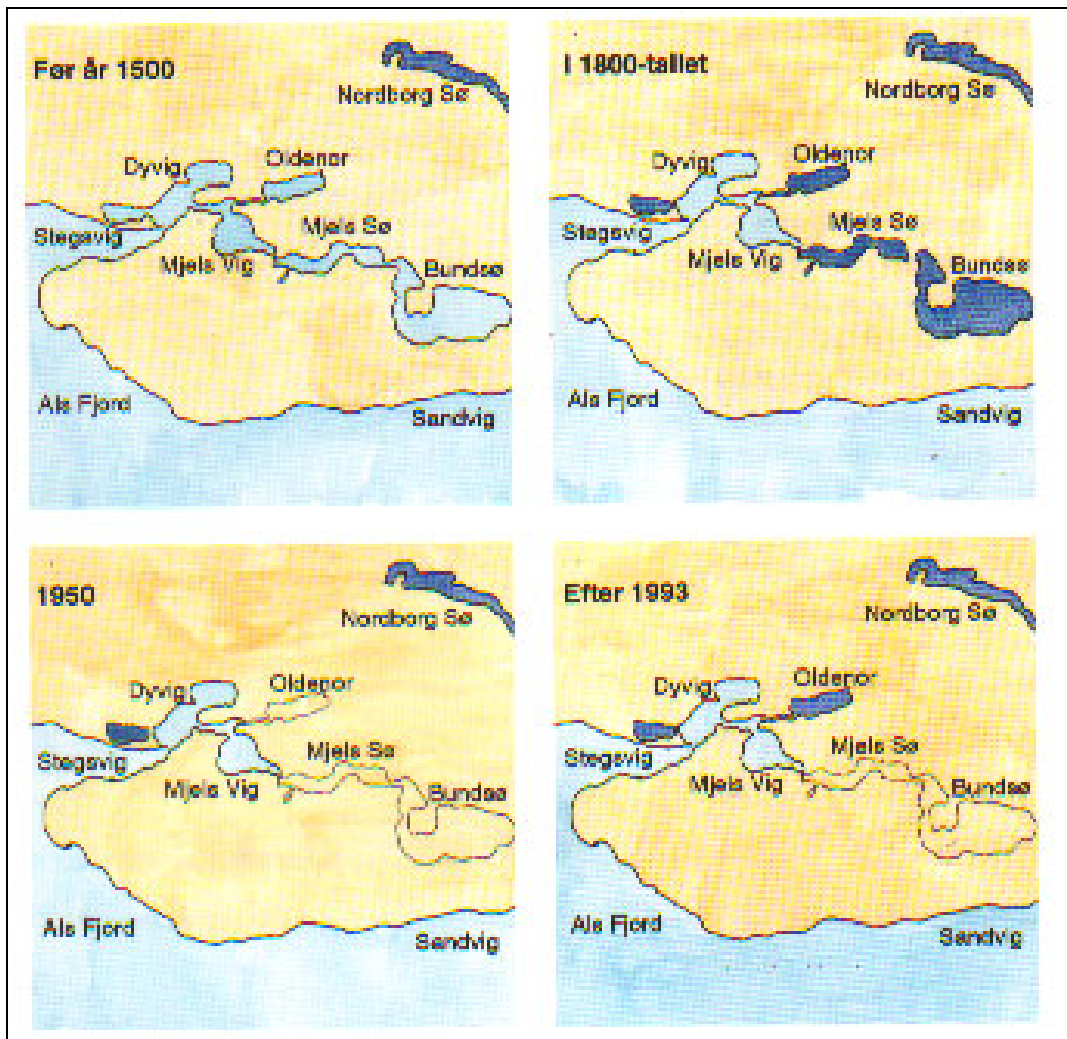 Før år 1500
Nordborg Sø
Dyvig
Oldenor
Stegsvig
Mjels Sø
Mjels Vig
Bundsø
Als Fjord
Sandvig
I 1800-tallet
Nordborg Sø
Dyvig
Oldenor
Stegsvig
Mjels Sø
Mjels Vig
Bundsø
Als Fjord
Sandvig
1950
Nordborg Sø
Dyvig
Oldenor
Stegsvig
Mjels Sø
Mjels Vig
Bundsø
Als Fjord
Sandvig
Efter 1993
Nordborg Sø
Dyvig
Oldenor
Stegsvig
Mjels Sø
Mjels Vig
Bundsø
Als Fjord
Sandvig